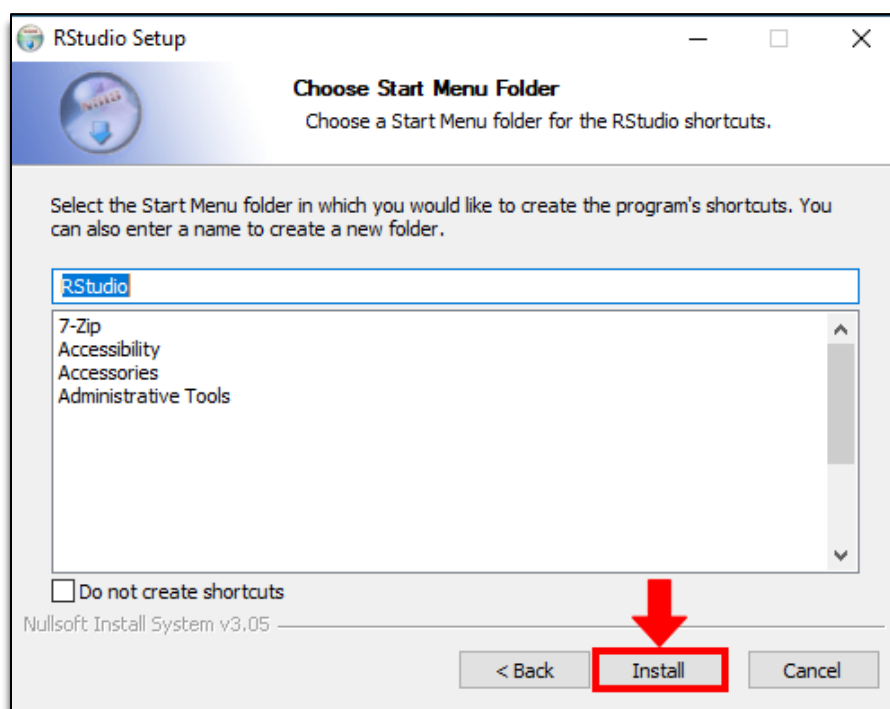 RStudio Setup
Choose Start Menu Folder
Choose a Start Menu folder for the RStudio shortcuts.
Select the Start Menu folder in which you would like to create the program's shortcuts. You
can also enter a name to create a new folder.
RStudio
7-Zip
Accessibility
Accessories
Administrative Tools
Do not create shortcuts
Nullsoft Install System v3.05
< Back
Install
Cancel